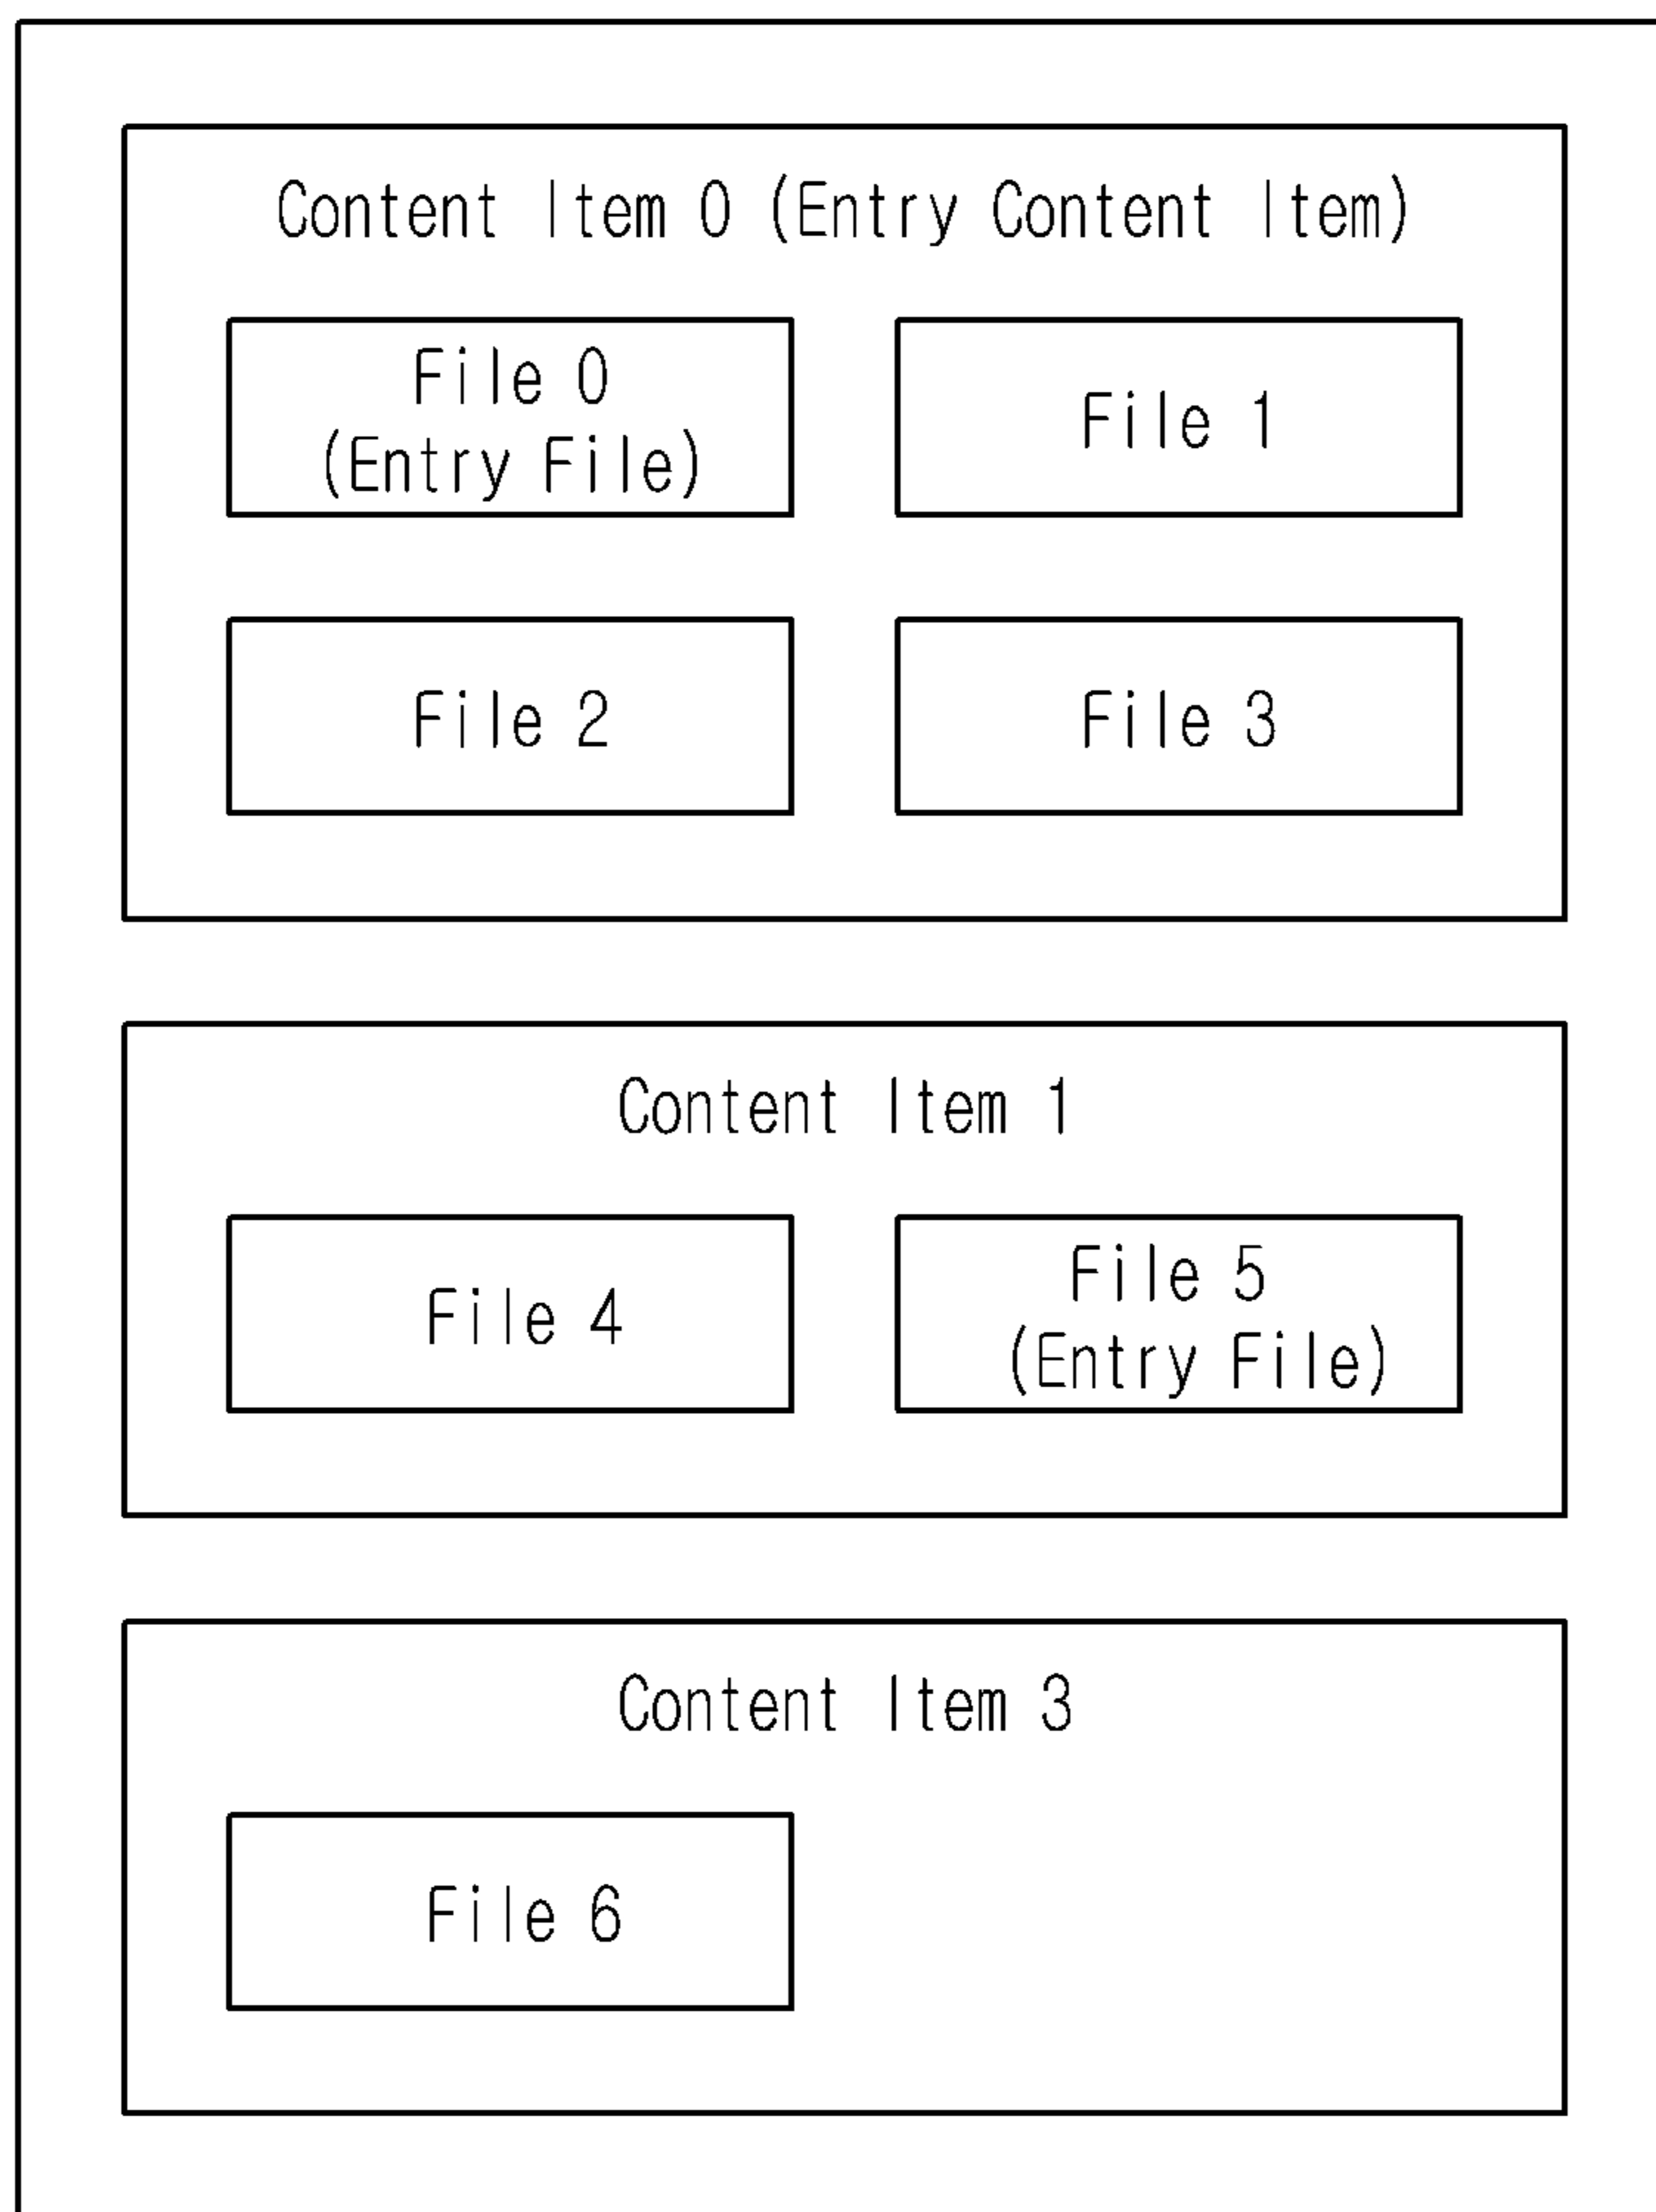 Content Item 0 (Entry Content Item)
File 0
(Entry File)
File 1
File 2
File 3
Content Item 1
File 4
File 5
(Entry File)
Content Item 3
File 6